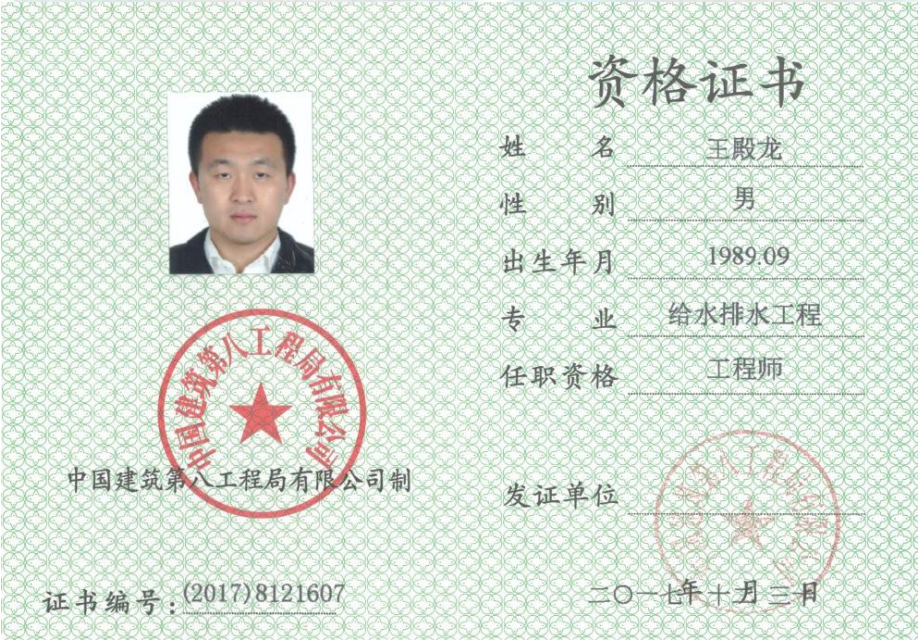 资格证书
姓名 王殿龙
性别 男
出生年月 1989.09
专业 给水排水工程
任职资格 工程师
中国建筑第八工程局有限公司
中国建筑第八工程局有限公司制
发证单位
证书编号:(2017)8121607
二〇一七年十月三日